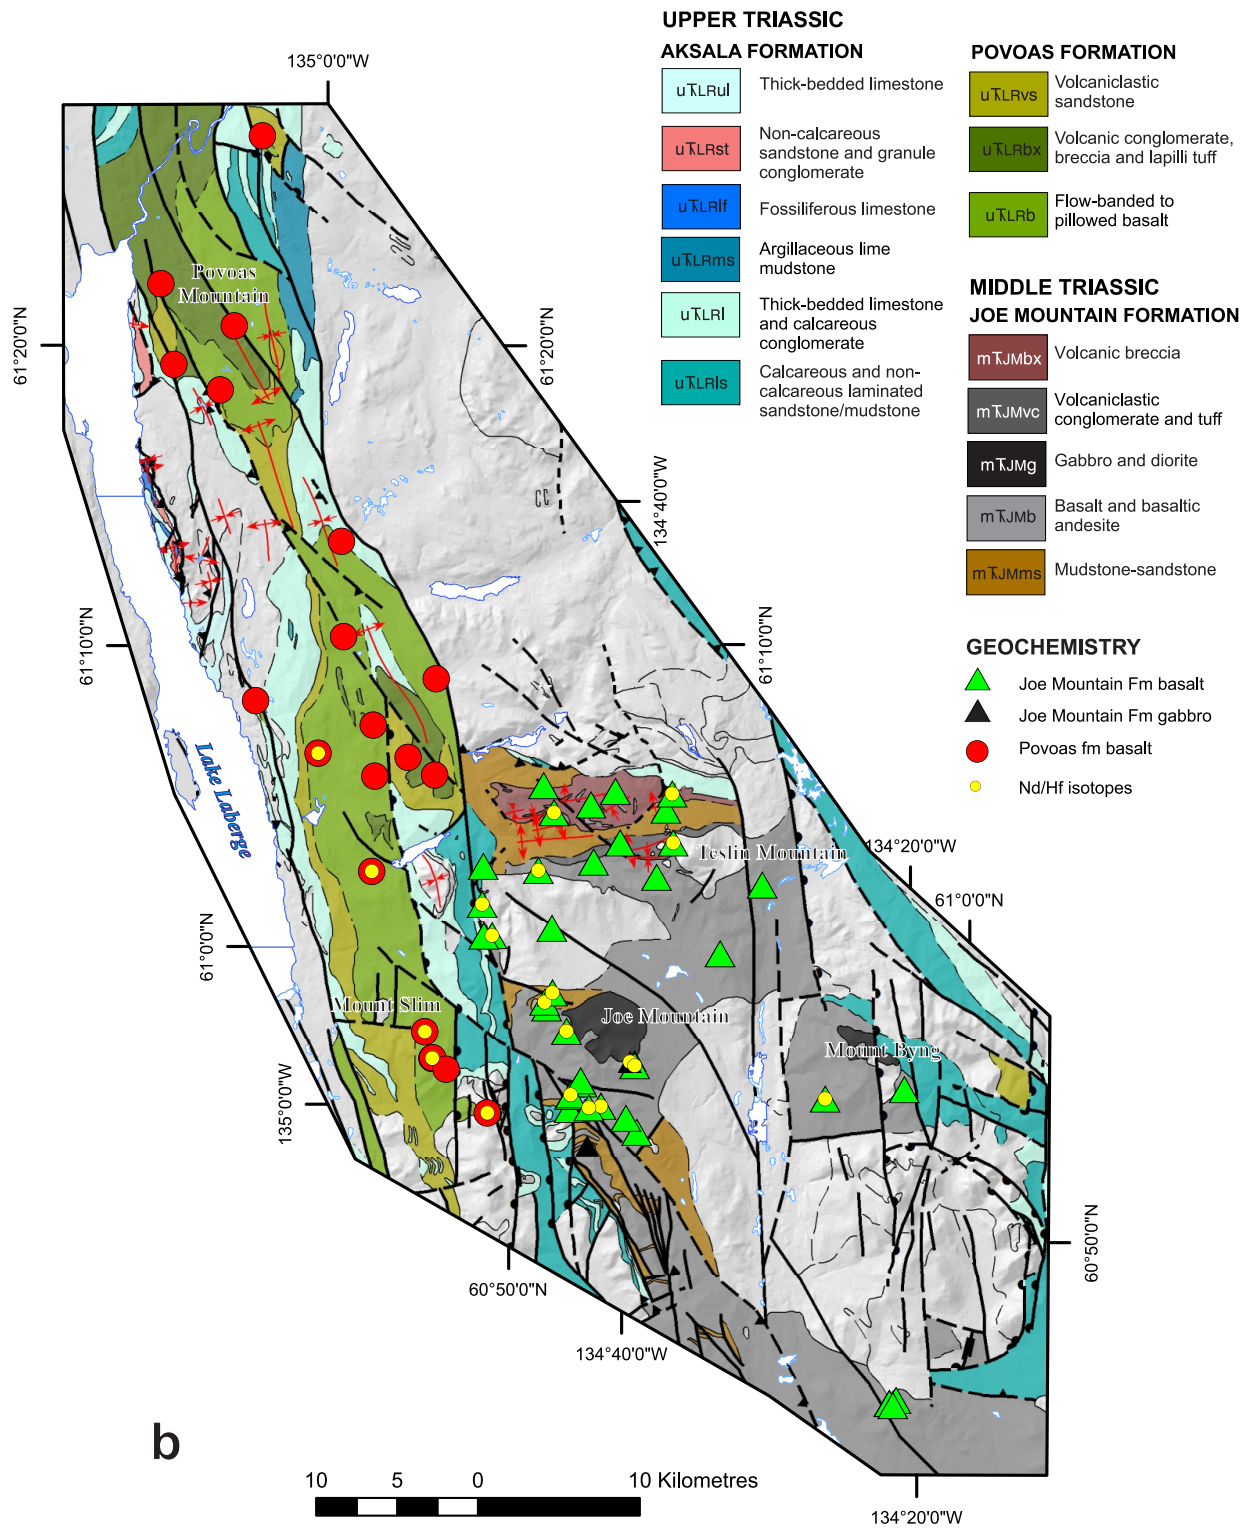 UPPER TRIASSIC
AKSALA FORMATION
uTLRul Thick-bedded limestone
uTLRst Non-calcareous
sandstone and granule
conglomerate
uTLRlf Fossiliferous limestone
uTLRms Argillaceous lime
mudstone
uTLRl Thick-bedded limestone
and calcareous
conglomerate
uTLRls Calcareous and non-
calcareous laminated
sandstone/mudstone
POVOAS FORMATION
uTLRvs Volcaniclastic
sandstone
uTLRbx Volcanic conglomerate,
breccia and lapilli tuff
uTLRb Flow-banded to
pillowed basalt
MIDDLE TRIASSIC
JOE MOUNTAIN FORMATION
mTJMbx Volcanic breccia
mTJMvc Volcaniclastic
conglomerate and tuff
mTJMg Gabbro and diorite
mTJMb Basalt and basaltic
andesite
mTJMms Mudstone-sandstone
GEOCHEMISTRY
Joe Mountain Fm basalt
Joe Mountain Fm gabbro
Povoas fm basalt
Nd/Hf isotopes
135°0'0"W
61°20'0"N
61°20'0"N
134°40'0"W
61°10'0"N
61°10'0"N
134°20'0"W
61°0'0"N
61°0'0"N
135°0'0"W
60°50'0"N
60°50'0"N
134°40'0"W
134°20'0"W
Povoas
Mountain
Lake Laberge
Teslin Mountain
Mount Slim
Joe Mountain
Mount Byng
b
10 5 0 10 Kilometres